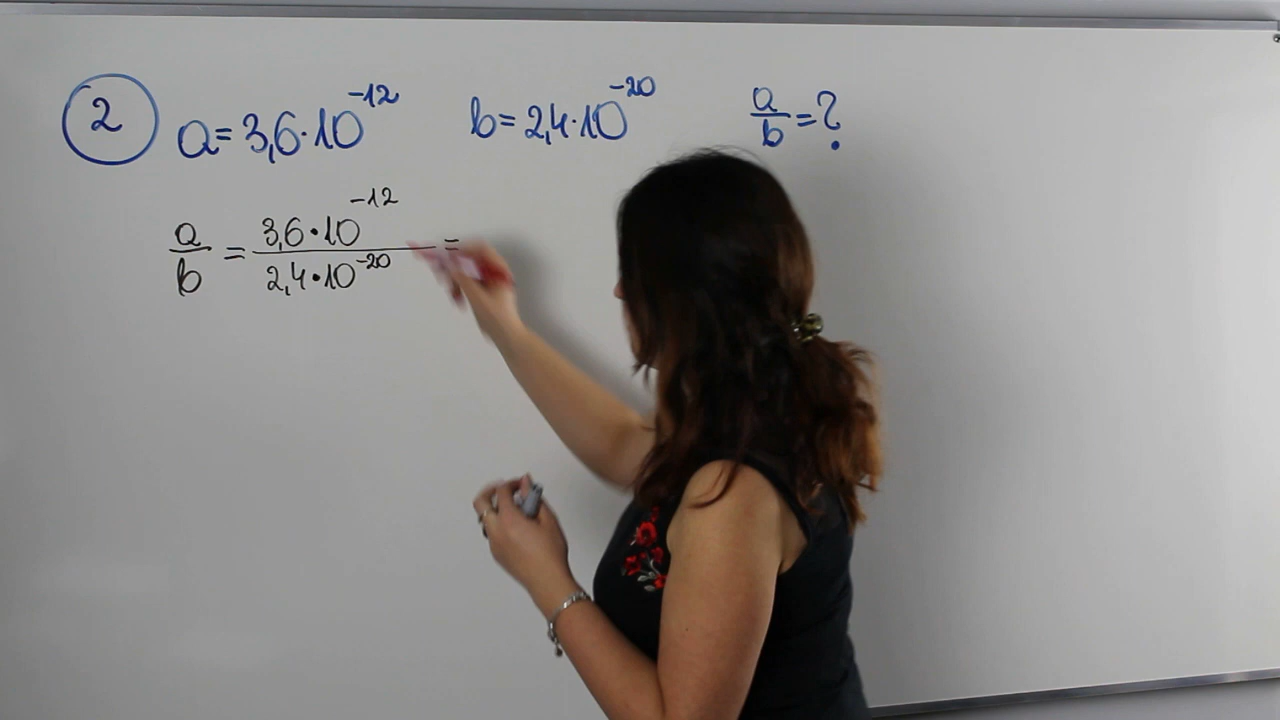 2 a = 3,6·10⁻¹² b = 2,4·10⁻²⁰ a/b = ?
a/b = 3,6·10⁻¹² / 2,4·10⁻²⁰ =